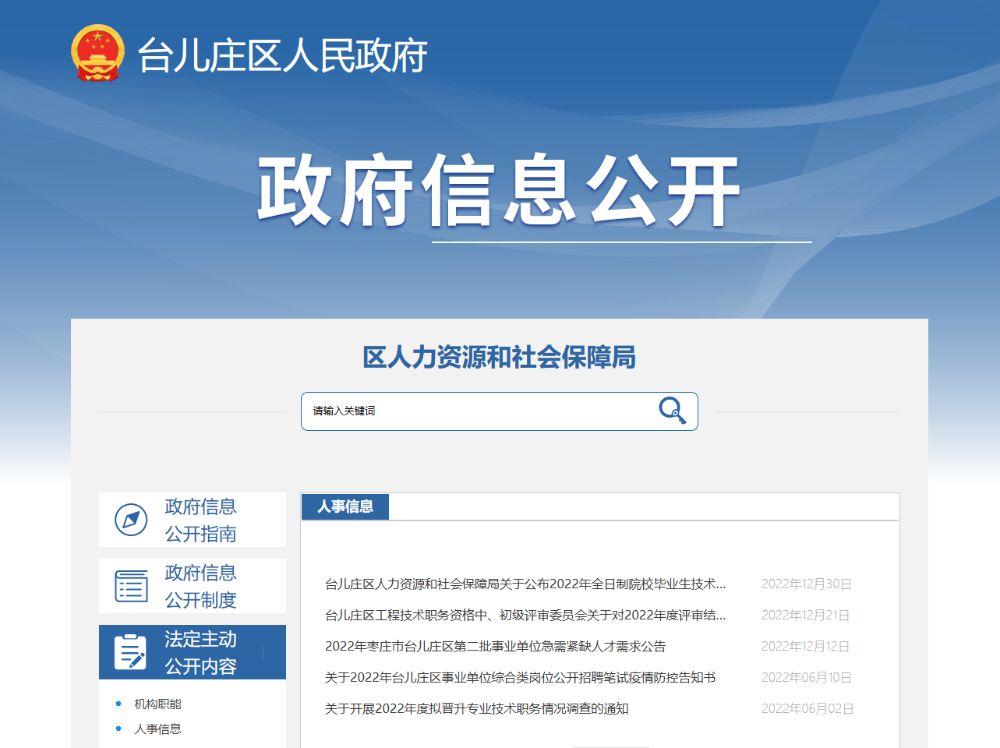 台儿庄区人民政府
政府信息公开
区人力资源和社会保障局
请输入关键词
政府信息
公开指南
政府信息
公开制度
法定主动
公开内容
机构职能
人事信息
人事信息
台儿庄区人力资源和社会保障局关于公布2022年全日制院校毕业生技术... 2022年12月30日
台儿庄区工程技术职务资格中、初级评审委员会关于对2022年度评审结... 2022年12月21日
2022年枣庄市台儿庄区第二批事业单位急需紧缺人才需求公告 2022年12月12日
关于2022年台儿庄区事业单位综合类岗位公开招聘笔试疫情防控告知书 2022年06月10日
关于开展2022年度拟晋升专业技术职务情况调查的通知 2022年06月02日